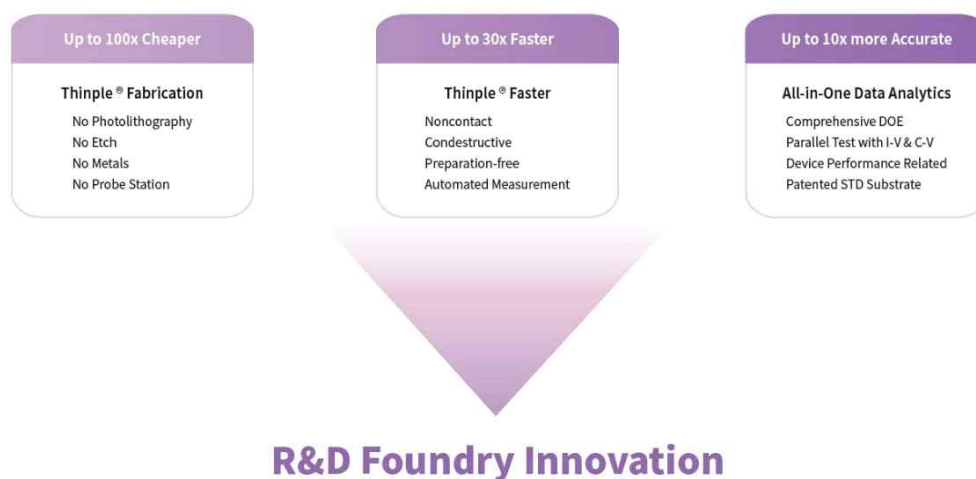 Up to 100x Cheaper
Thinple ® Fabrication
No Photolithography
No Etch
No Metals
No Probe Station
Up to 30x Faster
Thinple ® Faster
Noncontact
Condestructive
Preparation-free
Automated Measurement
Up to 10x more Accurate
All-in-One Data Analytics
Comprehensive DOE
Parallel Test with I-V & C-V
Device Performance Related
Patented STD Substrate
R&D Foundry Innovation